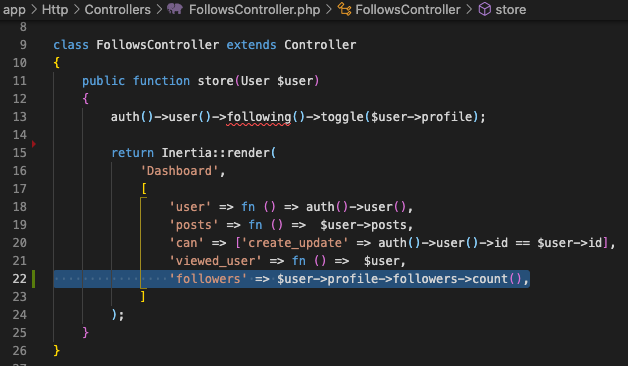 app > Http > Controllers > FollowsController.php > FollowsController > store
8
9 class FollowsController extends Controller
10 {
11     public function store(User $user)
12     {
13         auth()->user()->following()->toggle($user->profile);
14
15         return Inertia::render(
16             'Dashboard',
17             [
18                 'user' => fn () => auth()->user(),
19                 'posts' => fn () =>  $user->posts,
20                 'can' => ['create_update' => auth()->user()->id == $user->id],
21                 'viewed_user' => fn () =>  $user,
22                 'followers' => $user->profile->followers->count(),
23             ]
24         );
25     }
26 }
27